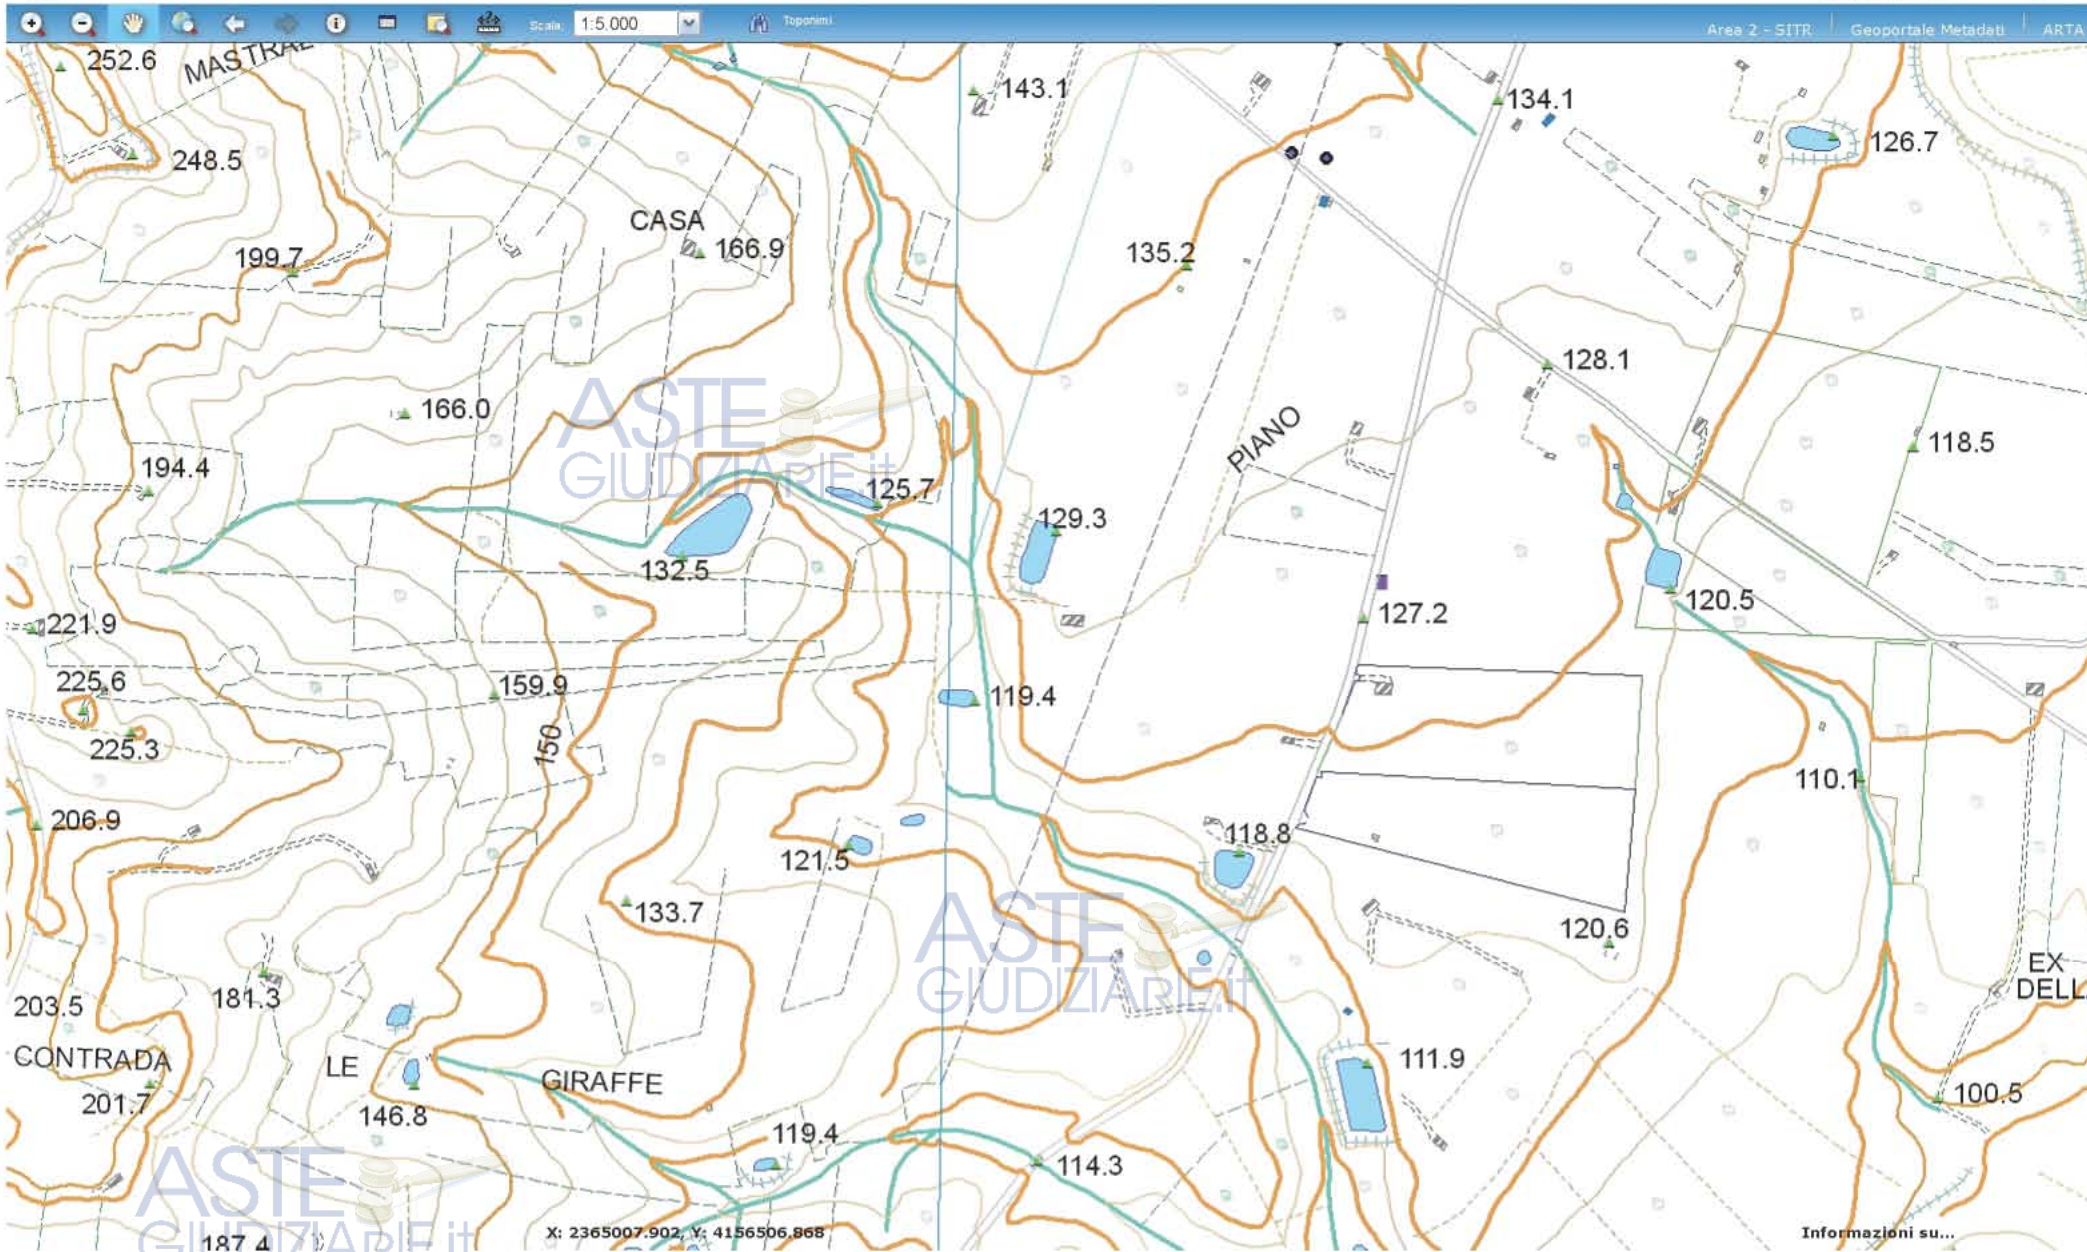 Scala: 1:5.000 Toponimi
Area 2 - SITR Geoportale Metadati ARTA
252.6
MASTRAL
143.1
134.1
126.7
248.5
CASA
166.9
199.7
135.2
128.1
166.0
118.5
PIANO
ASTE
GIUDIZIARIE.it
194.4
125.7
129.3
132.5
120.5
127.2
221.9
225.6
159.9
119.4
150
225.3
110.1
206.9
118.8
121.5
133.7
120.6
ASTE
GIUDIZIARIE.it
EX
DELL
181.3
203.5
CONTRADA
LE
GIRAFFE
111.9
201.7
146.8
100.5
119.4
114.3
ASTE
GIUDIZIARIE.it
187.4
X: 2365007.902, Y: 4156506.868
Informazioni su...